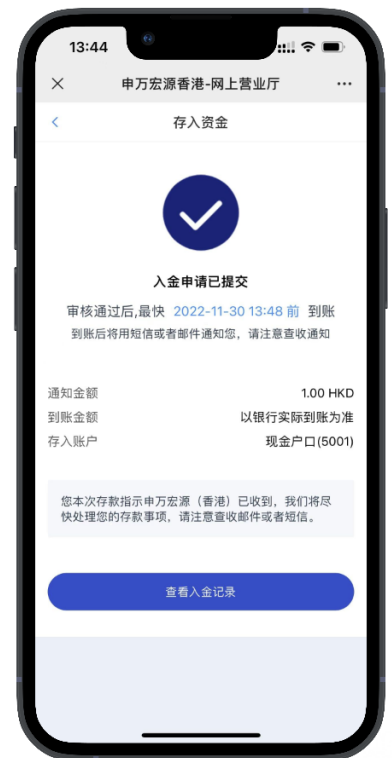 13:44
申万宏源香港-网上营业厅
存入资金
入金申请已提交
审核通过后,最快 2022-11-30 13:48 前 到账
到账后将用短信或者邮件通知您，请注意查收通知
通知金额 1.00 HKD
到账金额 以银行实际到账为准
存入账户 现金户口(5001)
您本次存款指示申万宏源（香港）已收到，我们将尽
快处理您的存款事项，请注意查收邮件或者短信。
查看入金记录